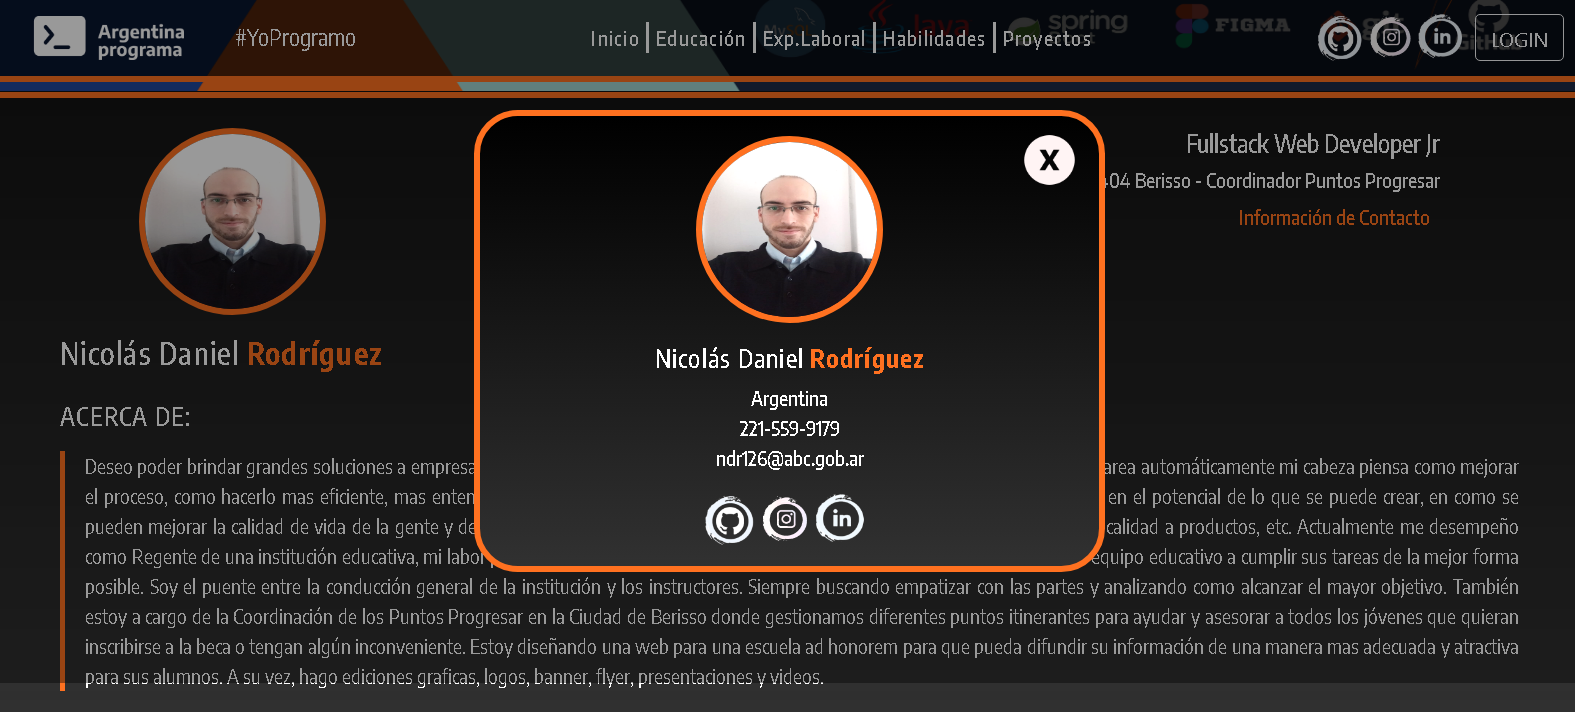 Argentina
programa
#YoProgramo
Inicio
Educación
Exp.Laboral
Habilidades
Proyectos
Java
spring
FIGMA
git
GitHub
in
LOGIN
Fullstack Web Developer Jr
404 Berisso - Coordinador Puntos Progresar
Información de Contacto
Nicolás Daniel Rodríguez
ACERCA DE:
X
Nicolás Daniel Rodríguez
Argentina
221-559-9179
ndr126@abc.gob.ar
in
Deseo poder brindar grandes soluciones a empresa area automáticamente mi cabeza piensa como mejorar
el proceso, como hacerlo mas eficiente, mas enten en el potencial de lo que se puede crear, en como se
pueden mejorar la calidad de vida de la gente y de calidad a productos, etc. Actualmente me desempeño
como Regente de una institución educativa, mi labor equipo educativo a cumplir sus tareas de la mejor forma
posible. Soy el puente entre la conducción general de la institución y los instructores. Siempre buscando empatizar con las partes y analizando como alcanzar el mayor objetivo. También
estoy a cargo de la Coordinación de los Puntos Progresar en la Ciudad de Berisso donde gestionamos diferentes puntos itinerantes para ayudar y asesorar a todos los jóvenes que quieran
inscribirse a la beca o tengan algún inconveniente. Estoy diseñando una web para una escuela ad honorem para que pueda difundir su información de una manera mas adecuada y atractiva
para sus alumnos. A su vez, hago ediciones graficas, logos, banner, flyer, presentaciones y videos.